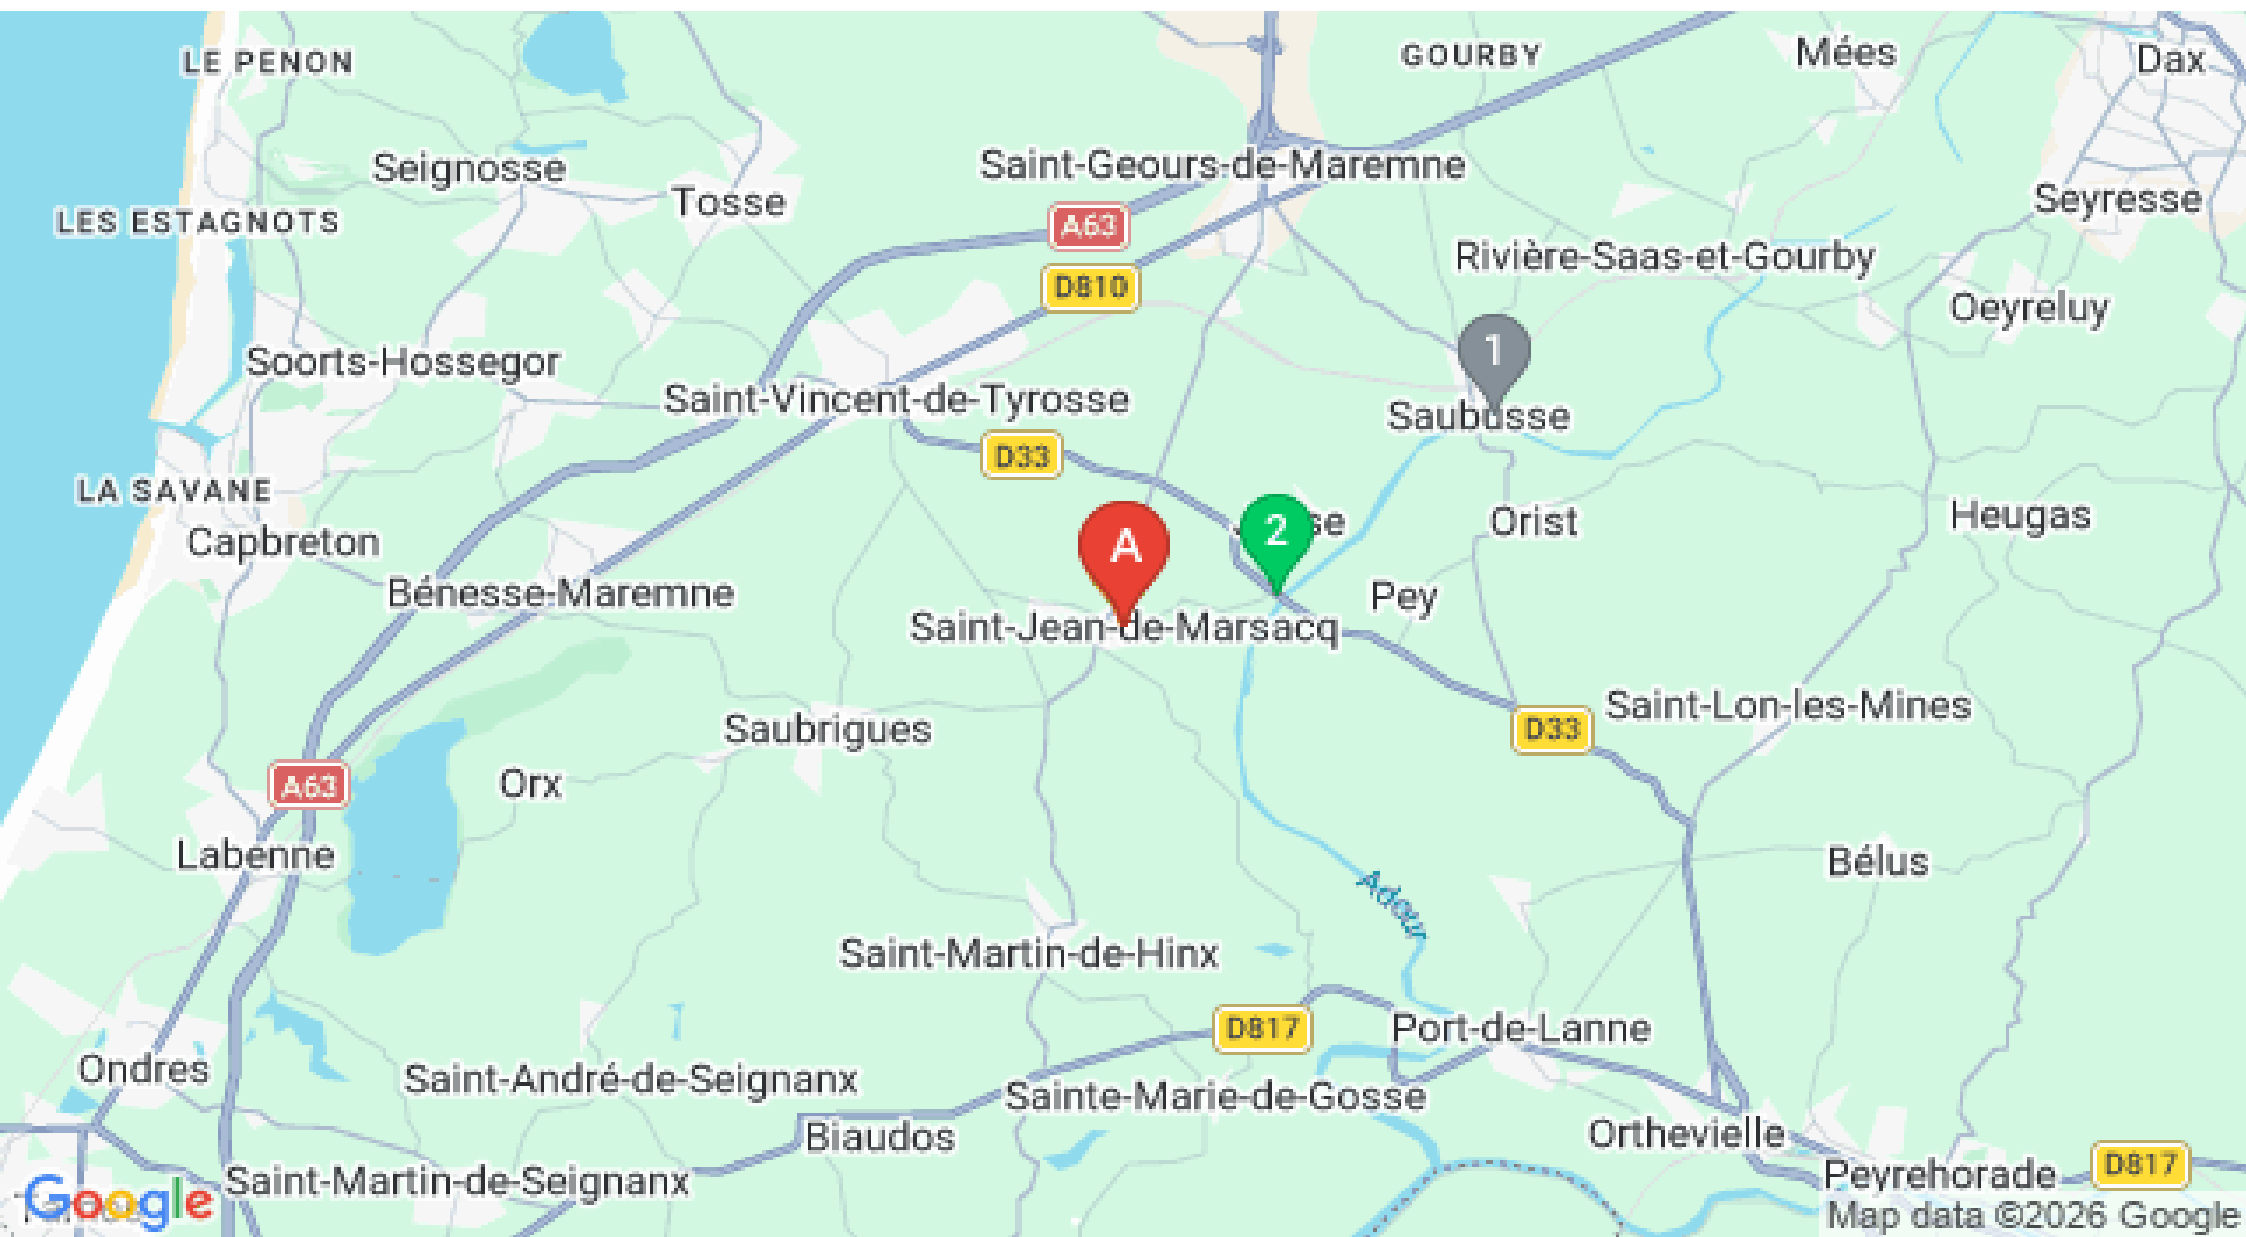 LE PENON
GOURBY
Mées
Dax
Seignosse
Saint-Geours-de-Maremne
Tosse
Seyresse
LES ESTAGNOTS
A63
Rivière-Saas-et-Gourby
D810
Oeyreluy
1
Soorts-Hossegor
Saint-Vincent-de-Tyrosse
Saubusse
D33
LA SAVANE
Capbreton
A
2
Orist
Heugas
Bénesse-Maremne
Pey
Saint-Jean-de-Marsacq
Saubrigues
Saint-Lon-les-Mines
D33
Orx
A63
Labenne
Bélus
Adour
Saint-Martin-de-Hinx
D817
Port-de-Lanne
Ondres
Saint-André-de-Seignanx
Sainte-Marie-de-Gosse
Biaudos
Orthevielle
Saint-Martin-de-Seignanx
Peyrehorade
D817
Google
Map data ©2026 Google